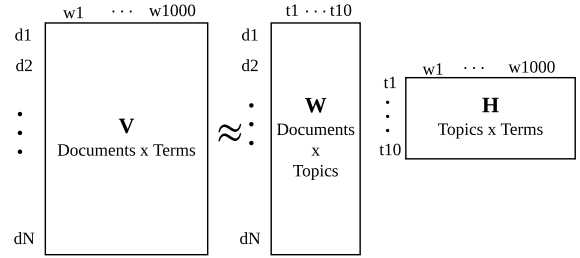 w1 · · · w1000
t1 · · · t10
d1
d2
dN
V
Documents x Terms
≈
d1
d2
dN
W
Documents
x
Topics
w1 · · · w1000
t1
t10
H
Topics x Terms